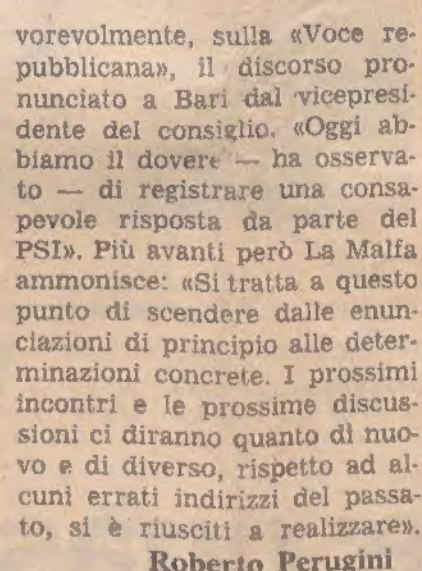 vorevolmente, sulla «Voce re-
pubblicana», il discorso pro-
nunciato a Bari dal vicepresi-
dente del consiglio. «Oggi ab-
biamo il dovere — ha osserva-
to — di registrare una consa-
pevole risposta da parte del
PSI». Più avanti però La Malfa
ammonisce: «Si tratta a questo
punto di scendere dalle enun-
ciazioni di principio alle deter-
minazioni concrete. I prossimi
incontri e le prossime discus-
sioni ci diranno quanto di nuo-
vo e di diverso, rispetto ad al-
cuni errati indirizzi del passa-
to, si è riusciti a realizzare».
Roberto Perugini